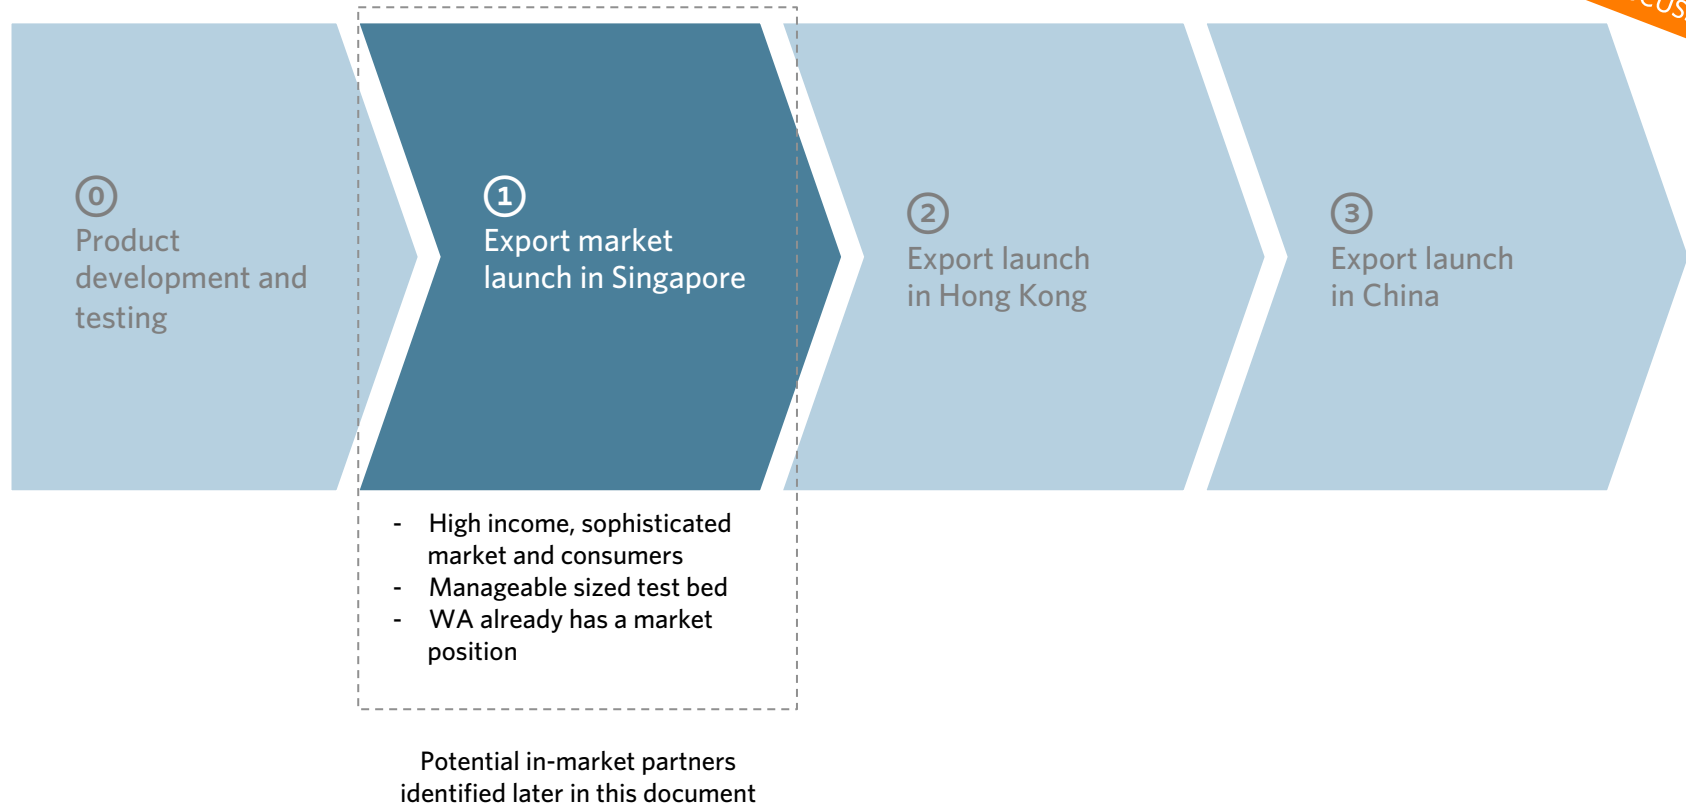 0
Product
development and
testing
1
Export market
launch in Singapore
2
Export launch
in Hong Kong
3
Export launch
in China
- High income, sophisticated
market and consumers
- Manageable sized test bed
- WA already has a market
position
Potential in-market partners
identified later in this document